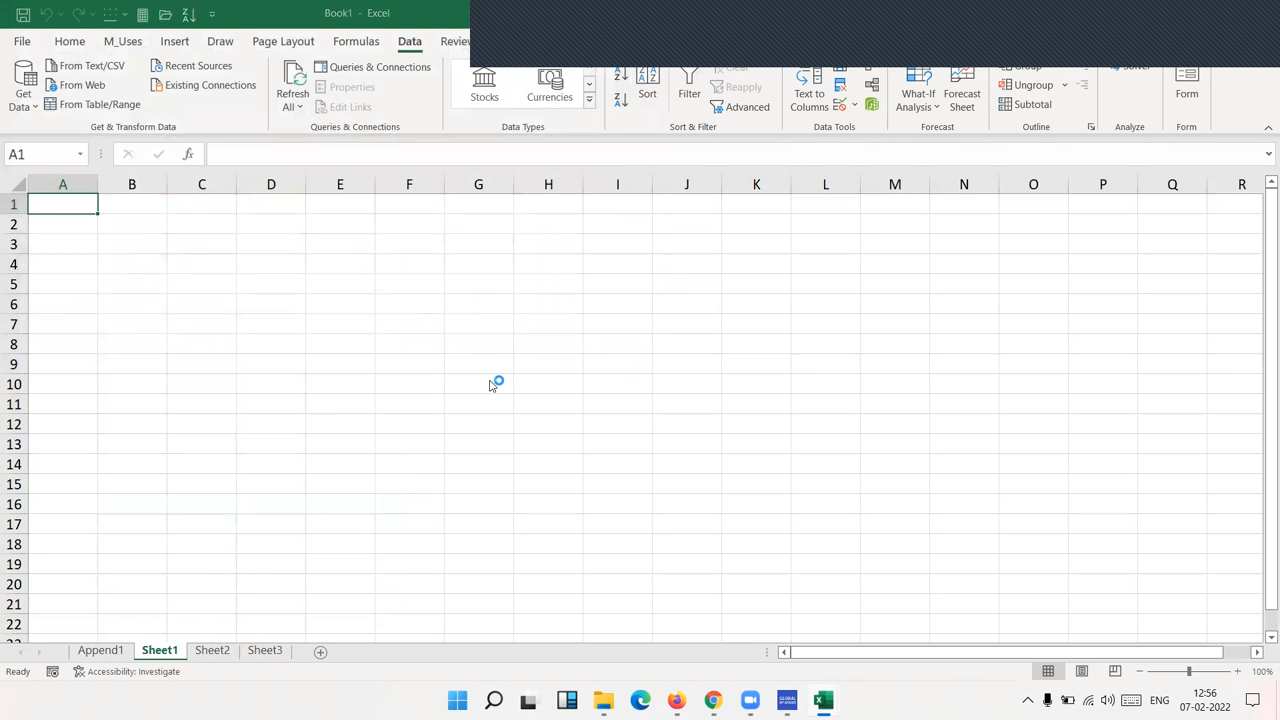 Book1 - Excel
File Home M_Uses Insert Draw Page Layout Formulas Data Review
Get Data
From Text/CSV
From Web
From Table/Range
Recent Sources
Existing Connections
Get & Transform Data
Refresh All
Queries & Connections
Properties
Edit Links
Queries & Connections
Stocks Currencies
Data Types
Sort
Filter
Clear
Reapply
Advanced
Sort & Filter
Text to Columns
Data Tools
What-If Analysis
Forecast Sheet
Forecast
Group
Ungroup
Subtotal
Outline
Solver
Analyze
Form
Form
A1 fx
A B C D E F G H I J K L M N O P Q R
1
2
3
4
5
6
7
8
9
10
11
12
13
14
15
16
17
18
19
20
21
22
Append1 Sheet1 Sheet2 Sheet3
Ready Accessibility: Investigate 100%
ENG
12:56
07-02-2022